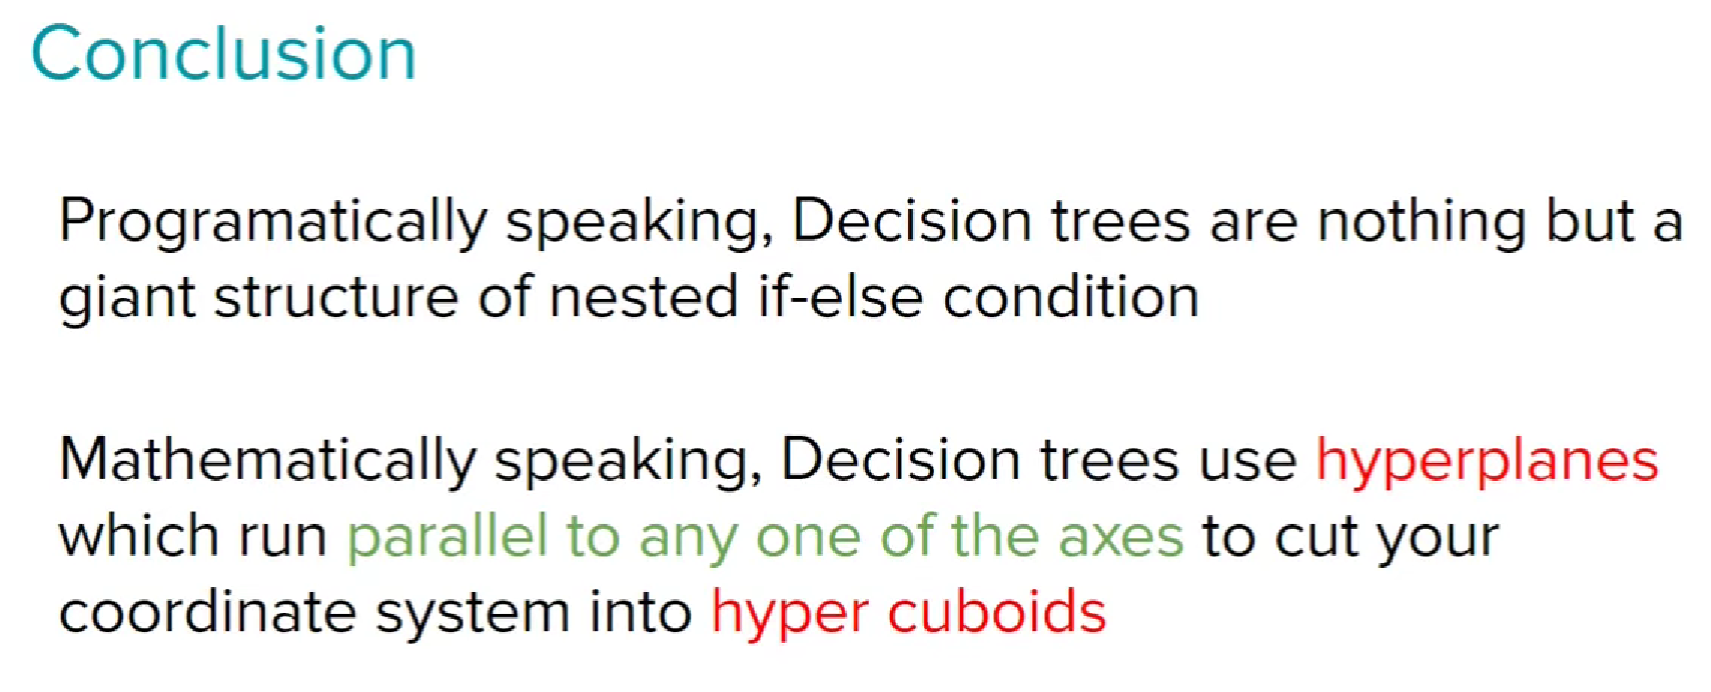 Conclusion
Programatically speaking, Decision trees are nothing but a
giant structure of nested if-else condition
Mathematically speaking, Decision trees use hyperplanes
which run parallel to any one of the axes to cut your
coordinate system into hyper cuboids